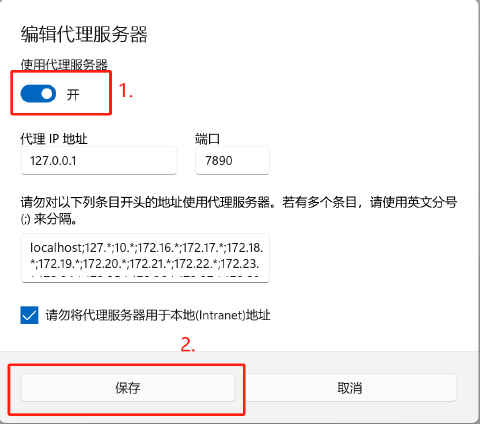 编辑代理服务器
使用代理服务器
开
1.
代理 IP 地址
端口
127.0.0.1
7890
请勿对以下列条目开头的地址使用代理服务器。若有多个条目，请使用英文分号
(;) 来分隔。
localhost;127.*;10.*;172.16.*;172.17.*;172.18.
*;172.19.*;172.20.*;172.21.*;172.22.*;172.23.
请勿将代理服务器用于本地(Intranet)地址
2.
保存
取消